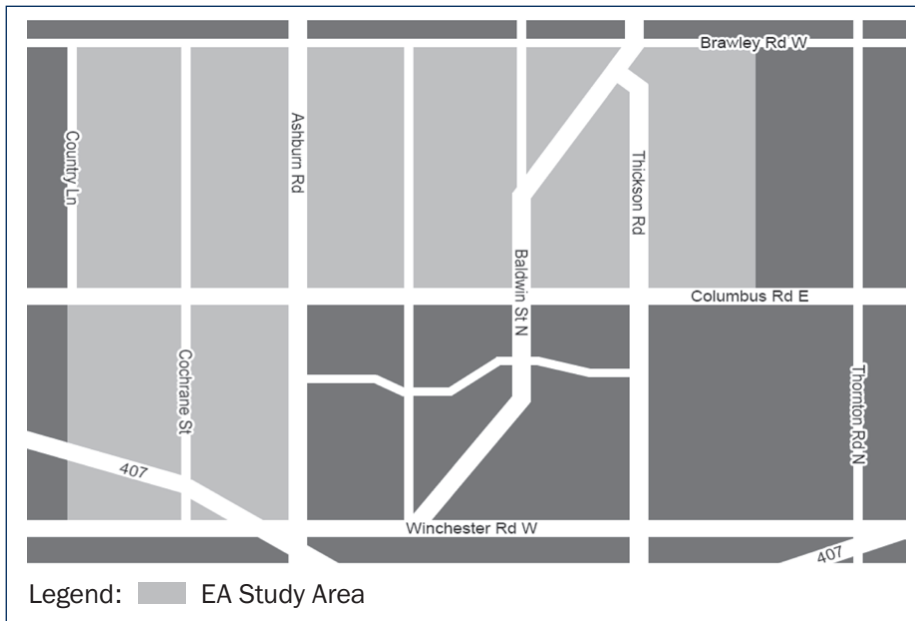 Brawley Rd W
Country Ln
Ashburn Rd
Thickson Rd
Baldwin St N
Columbus Rd E
Cochrane St
Thornton Rd N
407
Winchester Rd W
407
Legend: EA Study Area